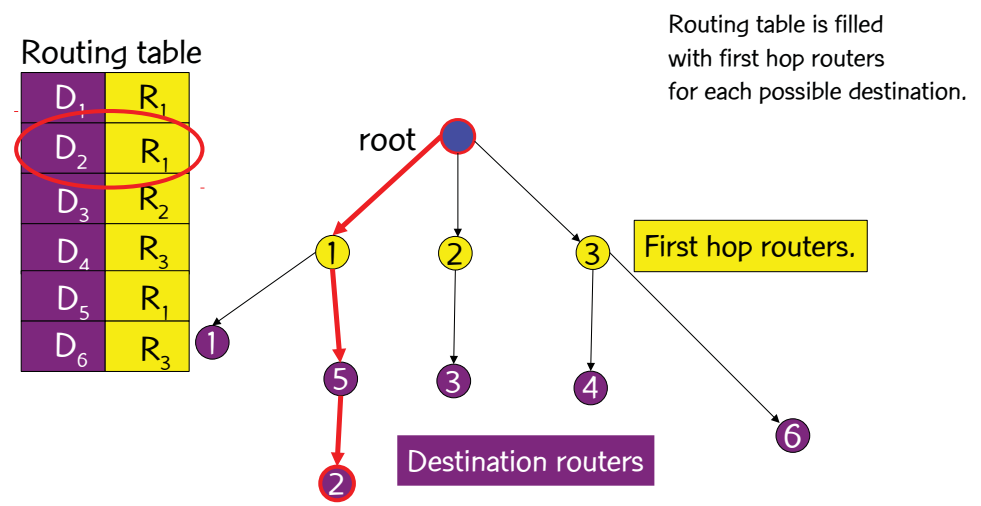 Routing table is filled
with first hop routers
for each possible destination.
Routing table
D₁ R₁
D₂ R₁
D₃ R₂
D₄ R₃
D₅ R₁
D₆ R₃
root
1
2
3
First hop routers.
1
5
3
4
6
Destination routers
2